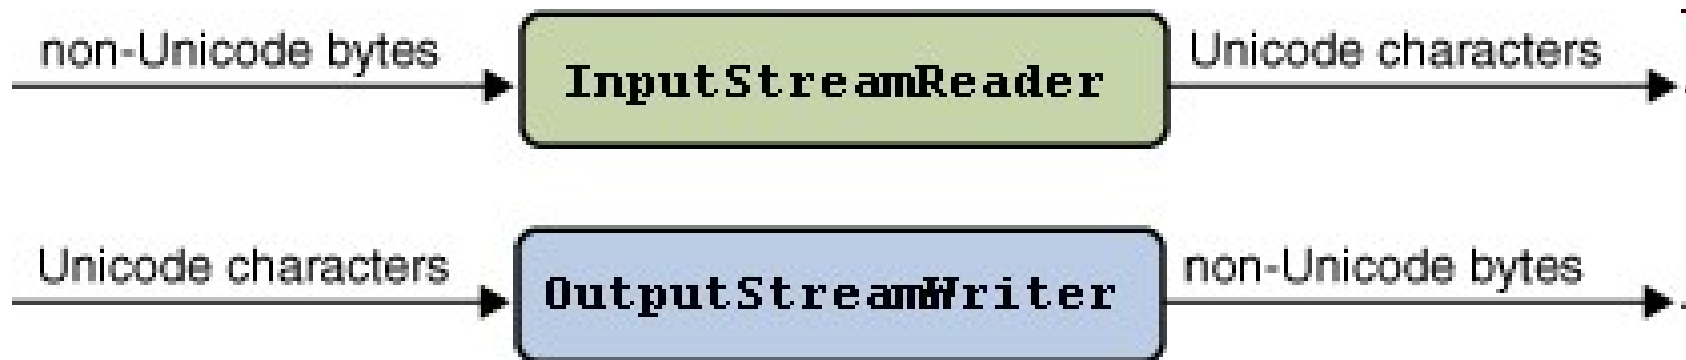 non-Unicode bytes
InputStreamReader
Unicode characters
Unicode characters
OutputStreamWriter
non-Unicode bytes